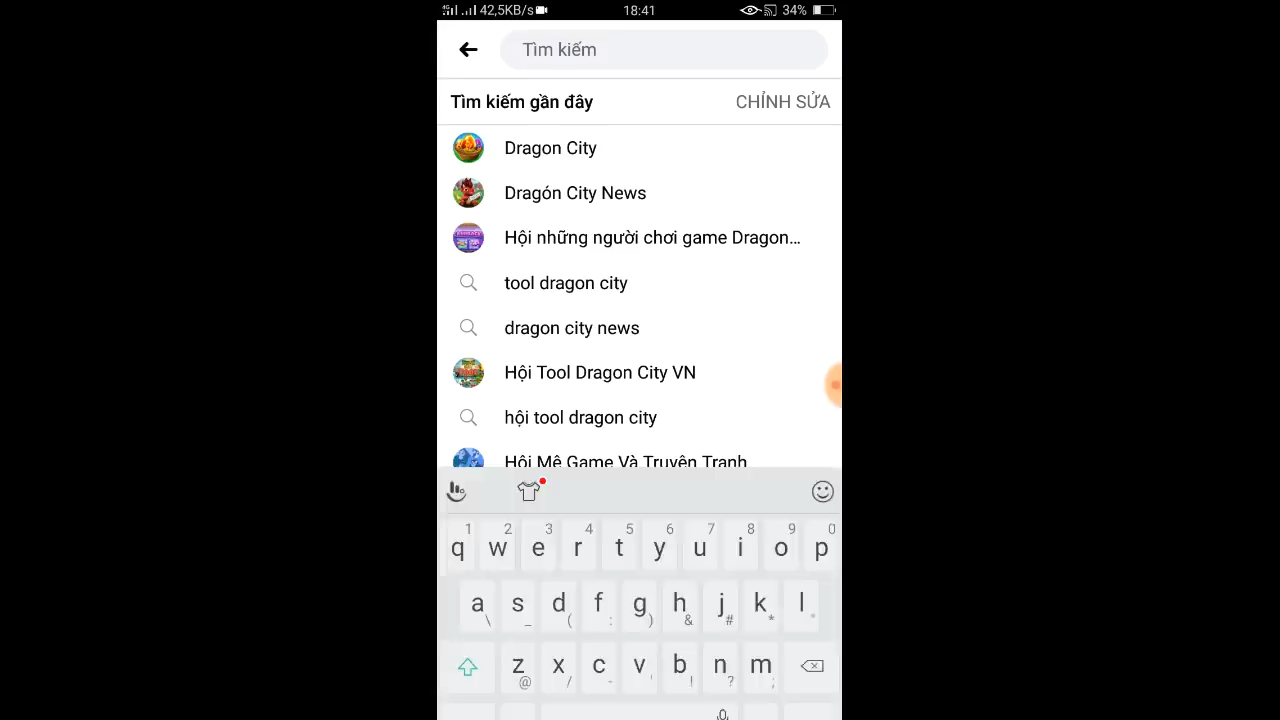 4G 42,5KB/s 18:41 34%
Tìm kiếm
Tìm kiếm gần đây CHỈNH SỬA
Dragon City
Dragón City News
Hội những người chơi game Dragon...
tool dragon city
dragon city news
Hội Tool Dragon City VN
hội tool dragon city
Hội Mê Game Và Truyện Tranh
1 2 3 4 5 6 7 8 9 0
q w e r t y u i o p
a s d f g h j k l
\ _ ( : ) & # * "
z x c v b n m
@ / - ' ! ? ;